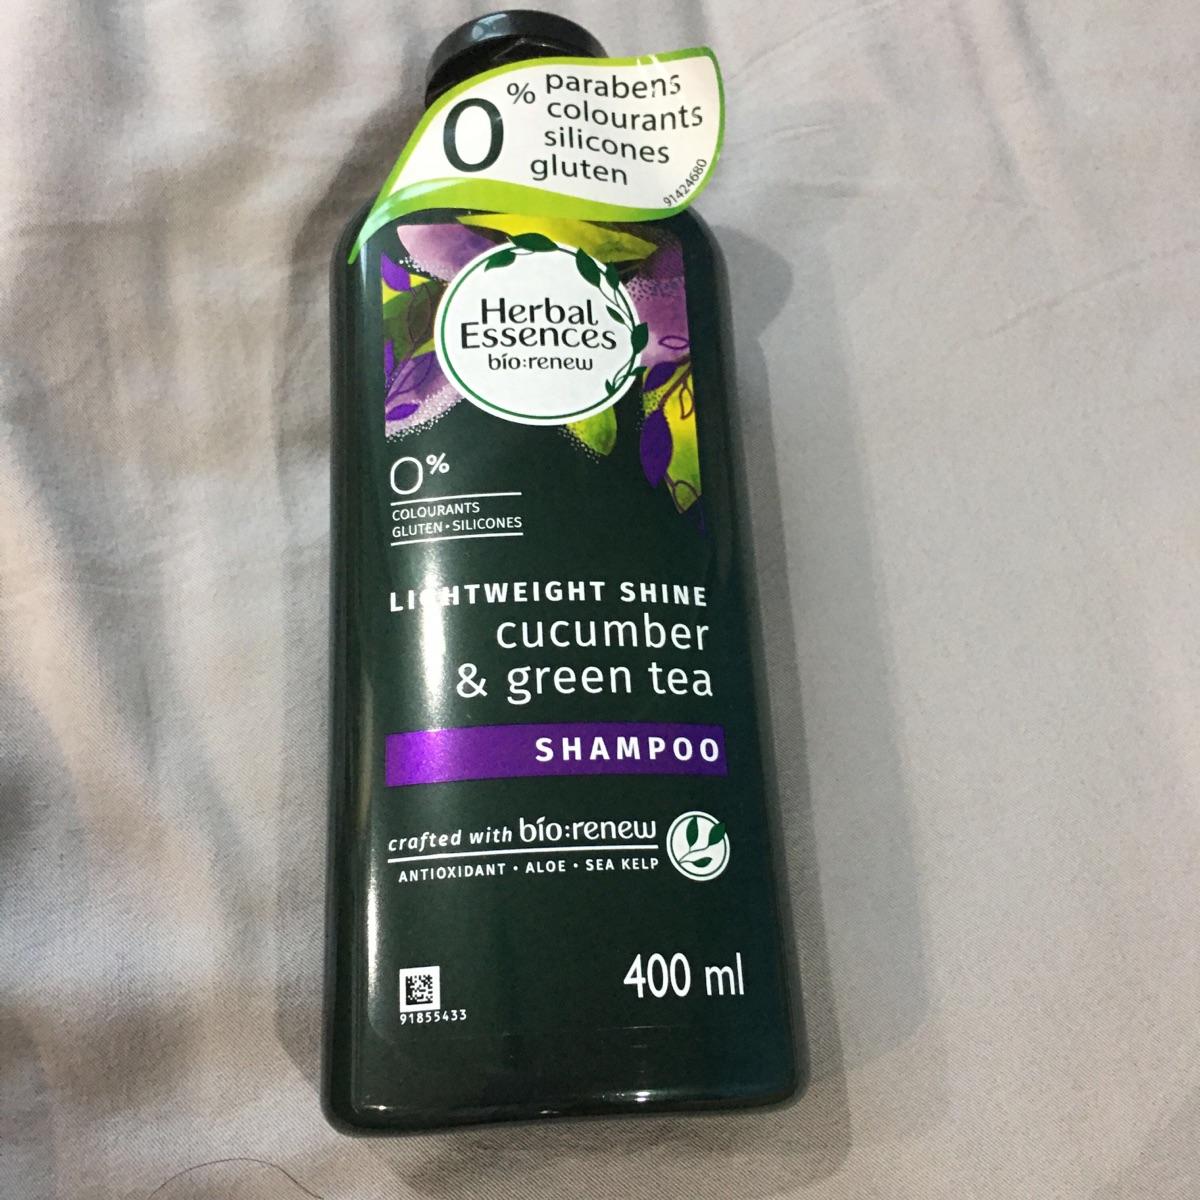 0% parabens
colourants
silicones
gluten
91424680
Herbal
Essences
bío:renew
0%
COLOURANTS
GLUTEN • SILICONES
LIGHTWEIGHT SHINE
cucumber
& green tea
SHAMPOO
crafted with bío:renew
ANTIOXIDANT • ALOE • SEA KELP
400 ml
91855433